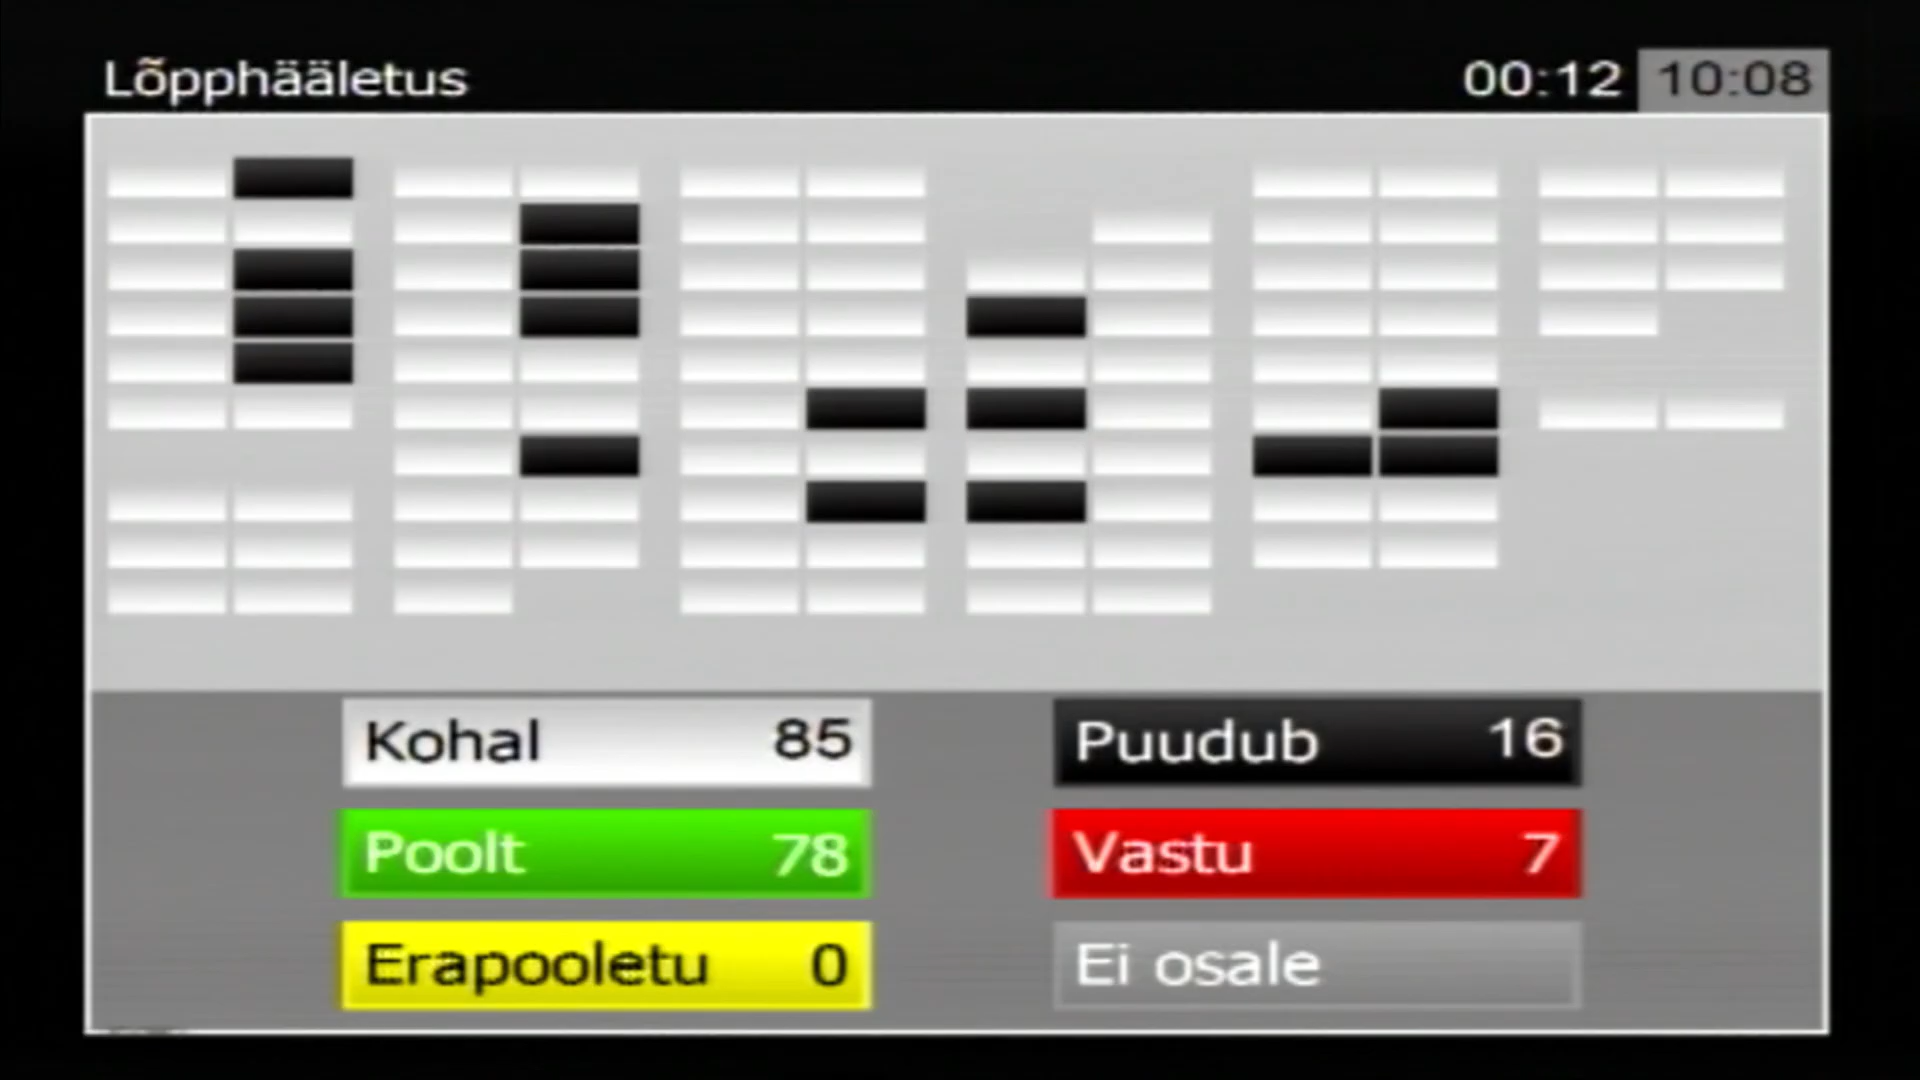 Lõpphääletus 00:12 10:08
Kohal 85 Puudub 16
Poolt 78 Vastu 7
Erapooletu 0 Ei osale